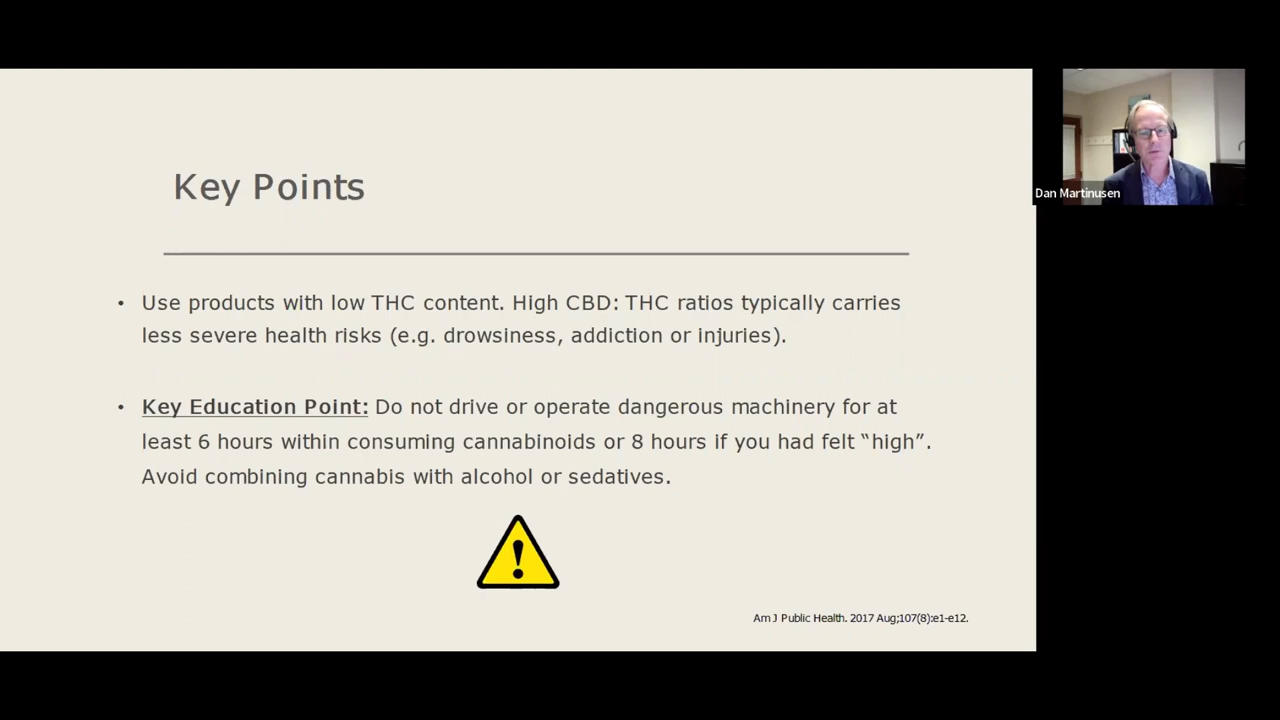 Key Points
• Use products with low THC content. High CBD: THC ratios typically carries
less severe health risks (e.g. drowsiness, addiction or injuries).
• Key Education Point: Do not drive or operate dangerous machinery for at
least 6 hours within consuming cannabinoids or 8 hours if you had felt “high”.
Avoid combining cannabis with alcohol or sedatives.
!
Am J Public Health. 2017 Aug;107(8):e1-e12.
Dan Martinusen